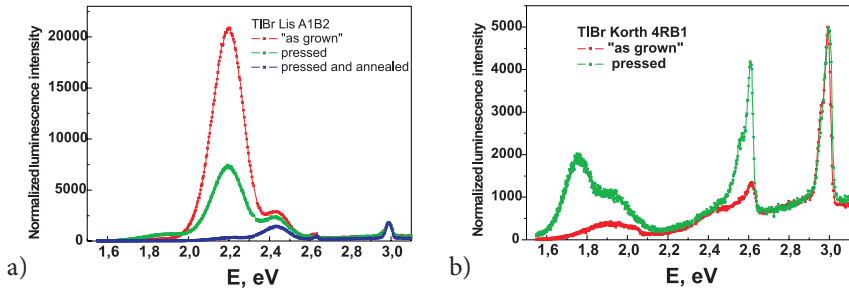 TlBr Lis A1B2
"as grown"
pressed
pressed and annealed
Normalized luminescence intensity
20000
15000
10000
5000
0
1,6 1,8 2,0 2,2 2,4 2,6 2,8 3,0
E, eV
a)
TlBr Korth 4RB1
"as grown"
pressed
Normalized luminescence intensity
5000
4000
3000
2000
1000
0
1,6 1,8 2,0 2,2 2,4 2,6 2,8 3,0
E, eV
b)